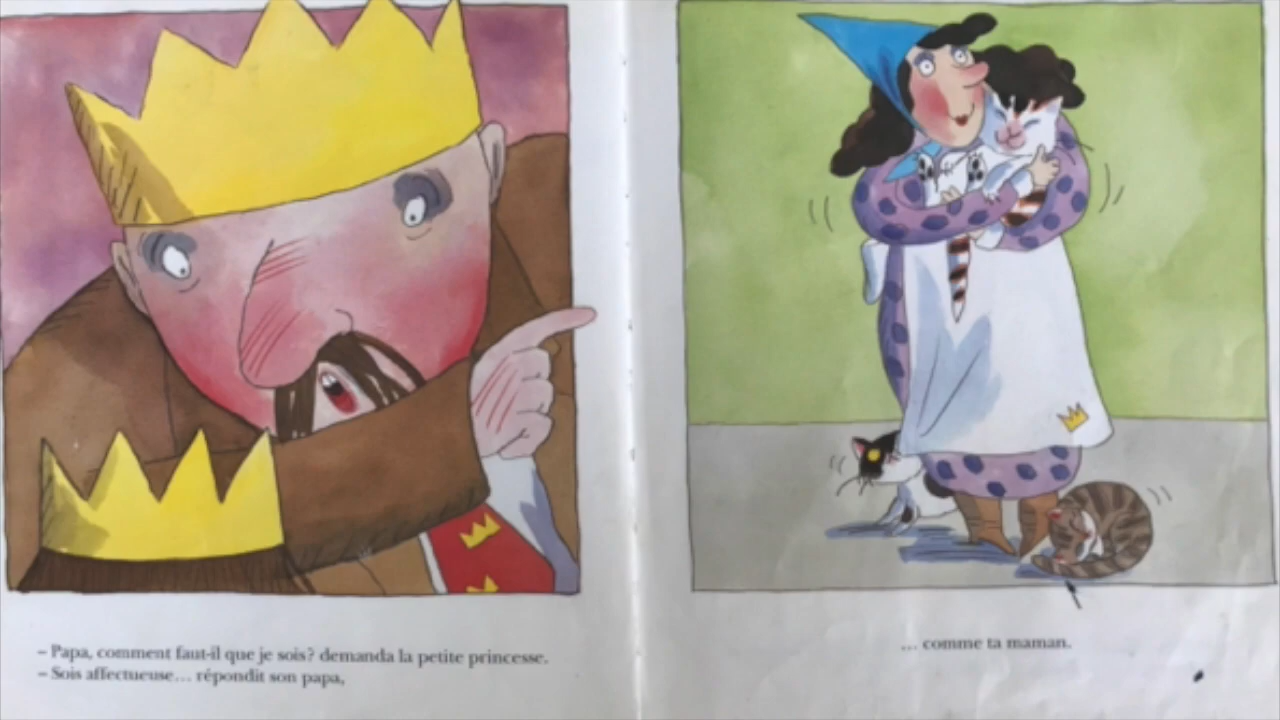 – Papa, comment faut-il que je sois? demanda la petite princesse.
– Sois affectueuse... répondit son papa,
... comme ta maman.